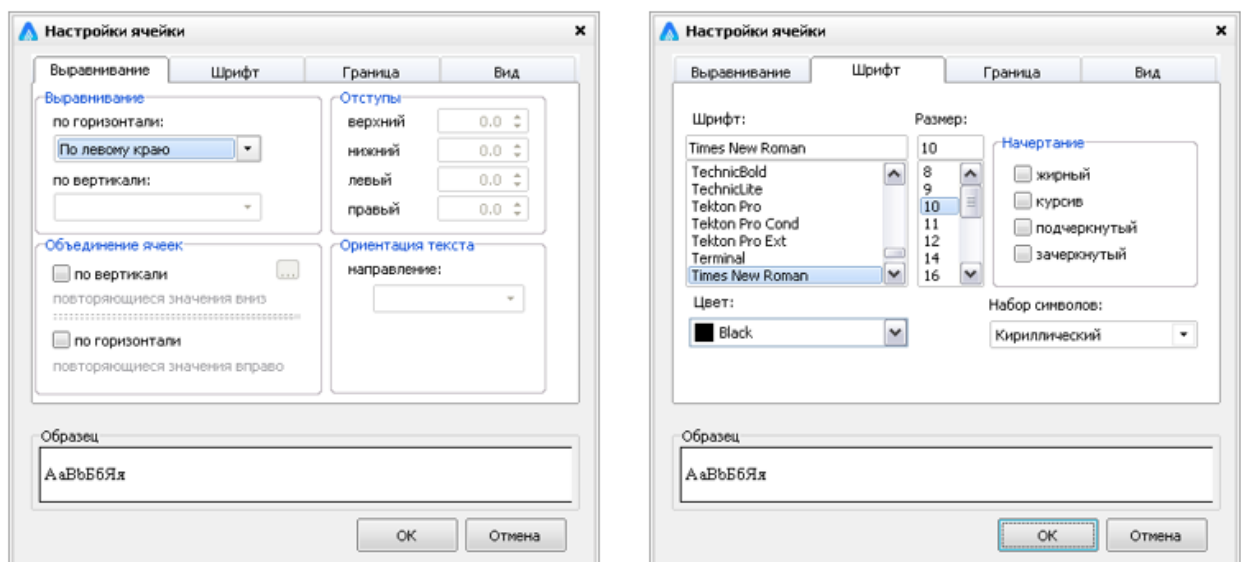 Настройки ячейки
Выравнивание Шрифт Граница Вид
Выравнивание
по горизонтали:
По левому краю
по вертикали:
Отступы
верхний 0.0
нижний 0.0
левый 0.0
правый 0.0
Объединение ячеек
по вертикали ...
повторяющиеся значения вниз
по горизонтали
повторяющиеся значения вправо
Ориентация текста
направление:
Образец
АаВЬБбЯя
OK Отмена
Настройки ячейки
Выравнивание Шрифт Граница Вид
Шрифт:
Times New Roman
TechnicBold
TechnicLite
Tekton Pro
Tekton Pro Cond
Tekton Pro Ext
Terminal
Times New Roman
Размер:
10
8
9
10
11
12
14
16
Начертание
жирный
курсив
подчеркнутый
зачеркнутый
Цвет:
Black
Набор символов:
Кириллический
Образец
АаВЬБбЯя
OK Отмена